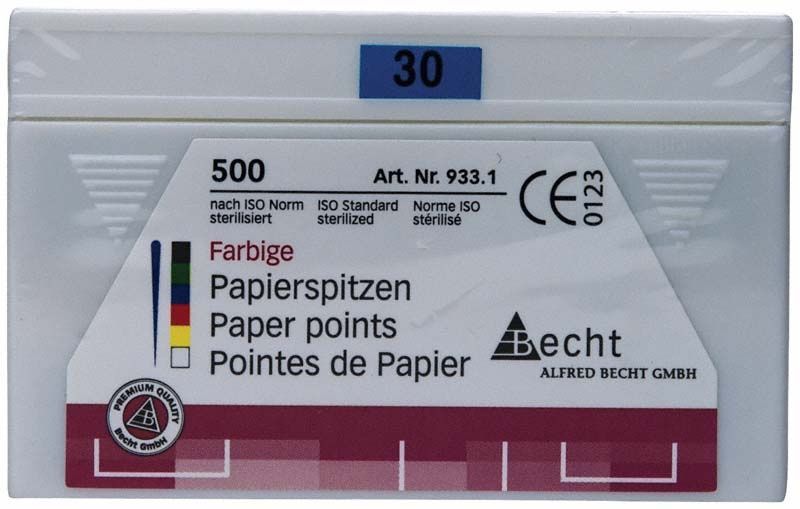 30
500 Art. Nr. 933.1
nach ISO Norm ISO Standard Norme ISO
sterilisiert sterilized stérilisé
CE 0123
Farbige
Papierspitzen
Paper points
Pointes de Papier
Becht
ALFRED BECHT GMBH
PREMIUM QUALITY
Becht GmbH